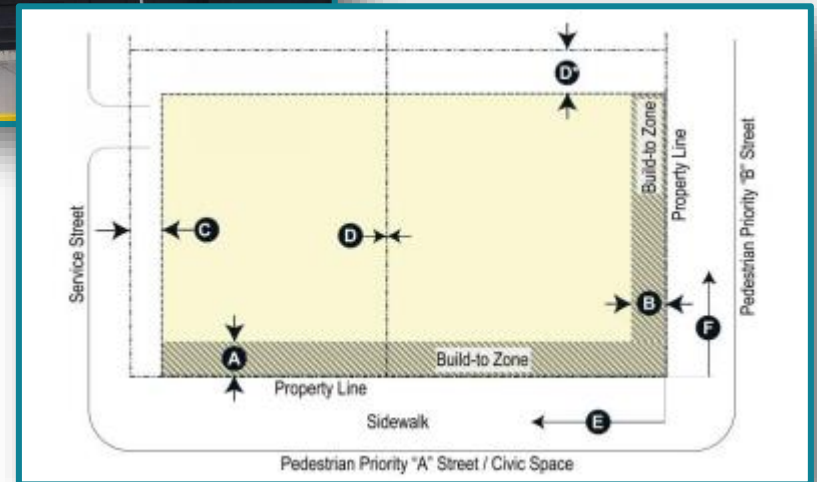 D*
Build-to Zone
Property Line
Pedestrian Priority "B" Street
Service Street
C
D
B
F
A
Build-to Zone
Property Line
Sidewalk
E
Pedestrian Priority "A" Street / Civic Space